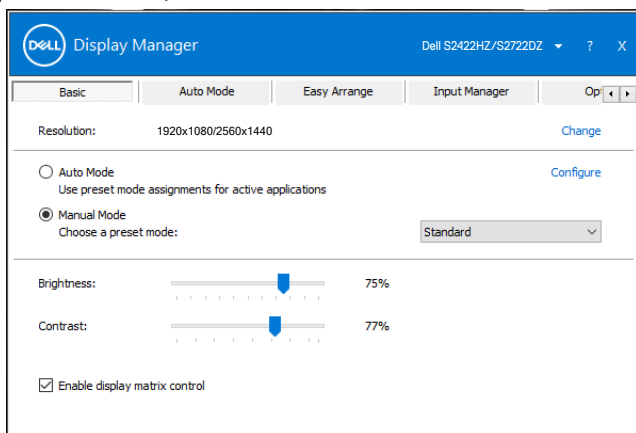 DELL Display Manager Dell S2422HZ/S2722DZ ? X
Basic Auto Mode Easy Arrange Input Manager Op
Resolution: 1920x1080/2560x1440 Change
Auto Mode Configure
Use preset mode assignments for active applications
Manual Mode
Choose a preset mode: Standard
Brightness: 75%
Contrast: 77%
Enable display matrix control